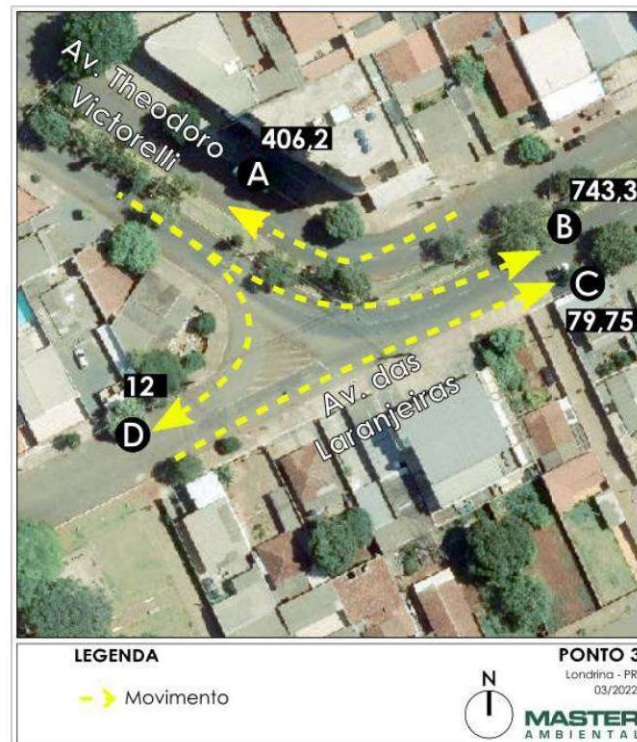 Av. Theodoro
Victorelli
406,2
A
743,3
B
C
79,75
12
D
Av. das
Laranjeiras
LEGENDA
Movimento
N
PONTO 3
Londrina - PR
03/2022
MASTER
AMBIENTAL